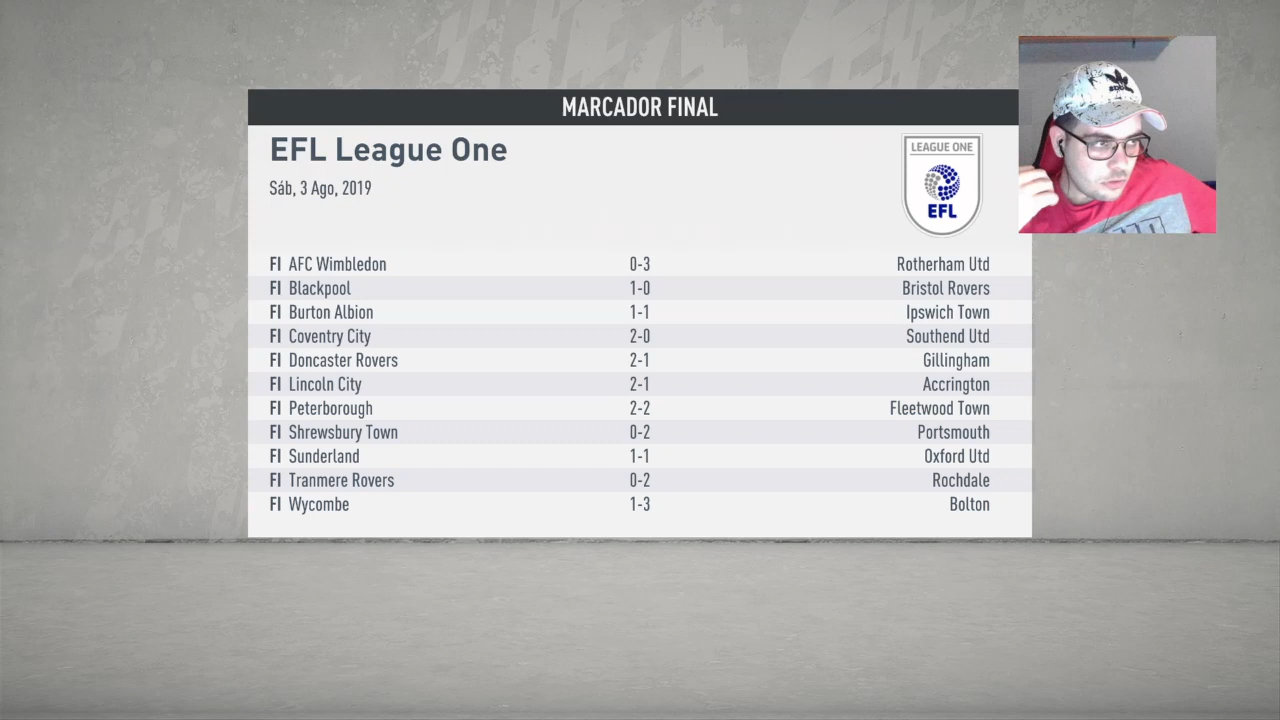 MARCADOR FINAL
EFL League One
Sáb, 3 Ago, 2019
LEAGUE ONE
EFL
FI AFC Wimbledon 0-3 Rotherham Utd
FI Blackpool 1-0 Bristol Rovers
FI Burton Albion 1-1 Ipswich Town
FI Coventry City 2-0 Southend Utd
FI Doncaster Rovers 2-1 Gillingham
FI Lincoln City 2-1 Accrington
FI Peterborough 2-2 Fleetwood Town
FI Shrewsbury Town 0-2 Portsmouth
FI Sunderland 1-1 Oxford Utd
FI Tranmere Rovers 0-2 Rochdale
FI Wycombe 1-3 Bolton